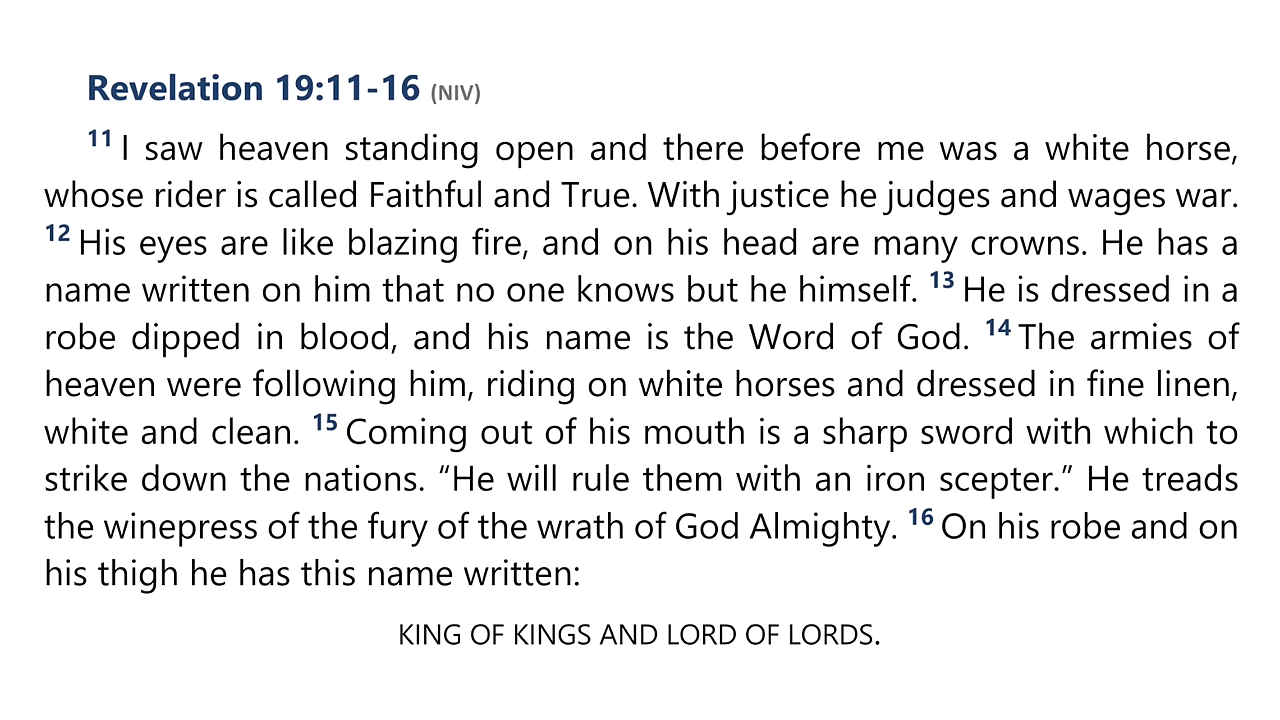 Revelation 19:11-16 (NIV)
11 I saw heaven standing open and there before me was a white horse,
whose rider is called Faithful and True. With justice he judges and wages war.
12 His eyes are like blazing fire, and on his head are many crowns. He has a
name written on him that no one knows but he himself. 13 He is dressed in a
robe dipped in blood, and his name is the Word of God. 14 The armies of
heaven were following him, riding on white horses and dressed in fine linen,
white and clean. 15 Coming out of his mouth is a sharp sword with which to
strike down the nations. “He will rule them with an iron scepter.” He treads
the winepress of the fury of the wrath of God Almighty. 16 On his robe and on
his thigh he has this name written:
KING OF KINGS AND LORD OF LORDS.